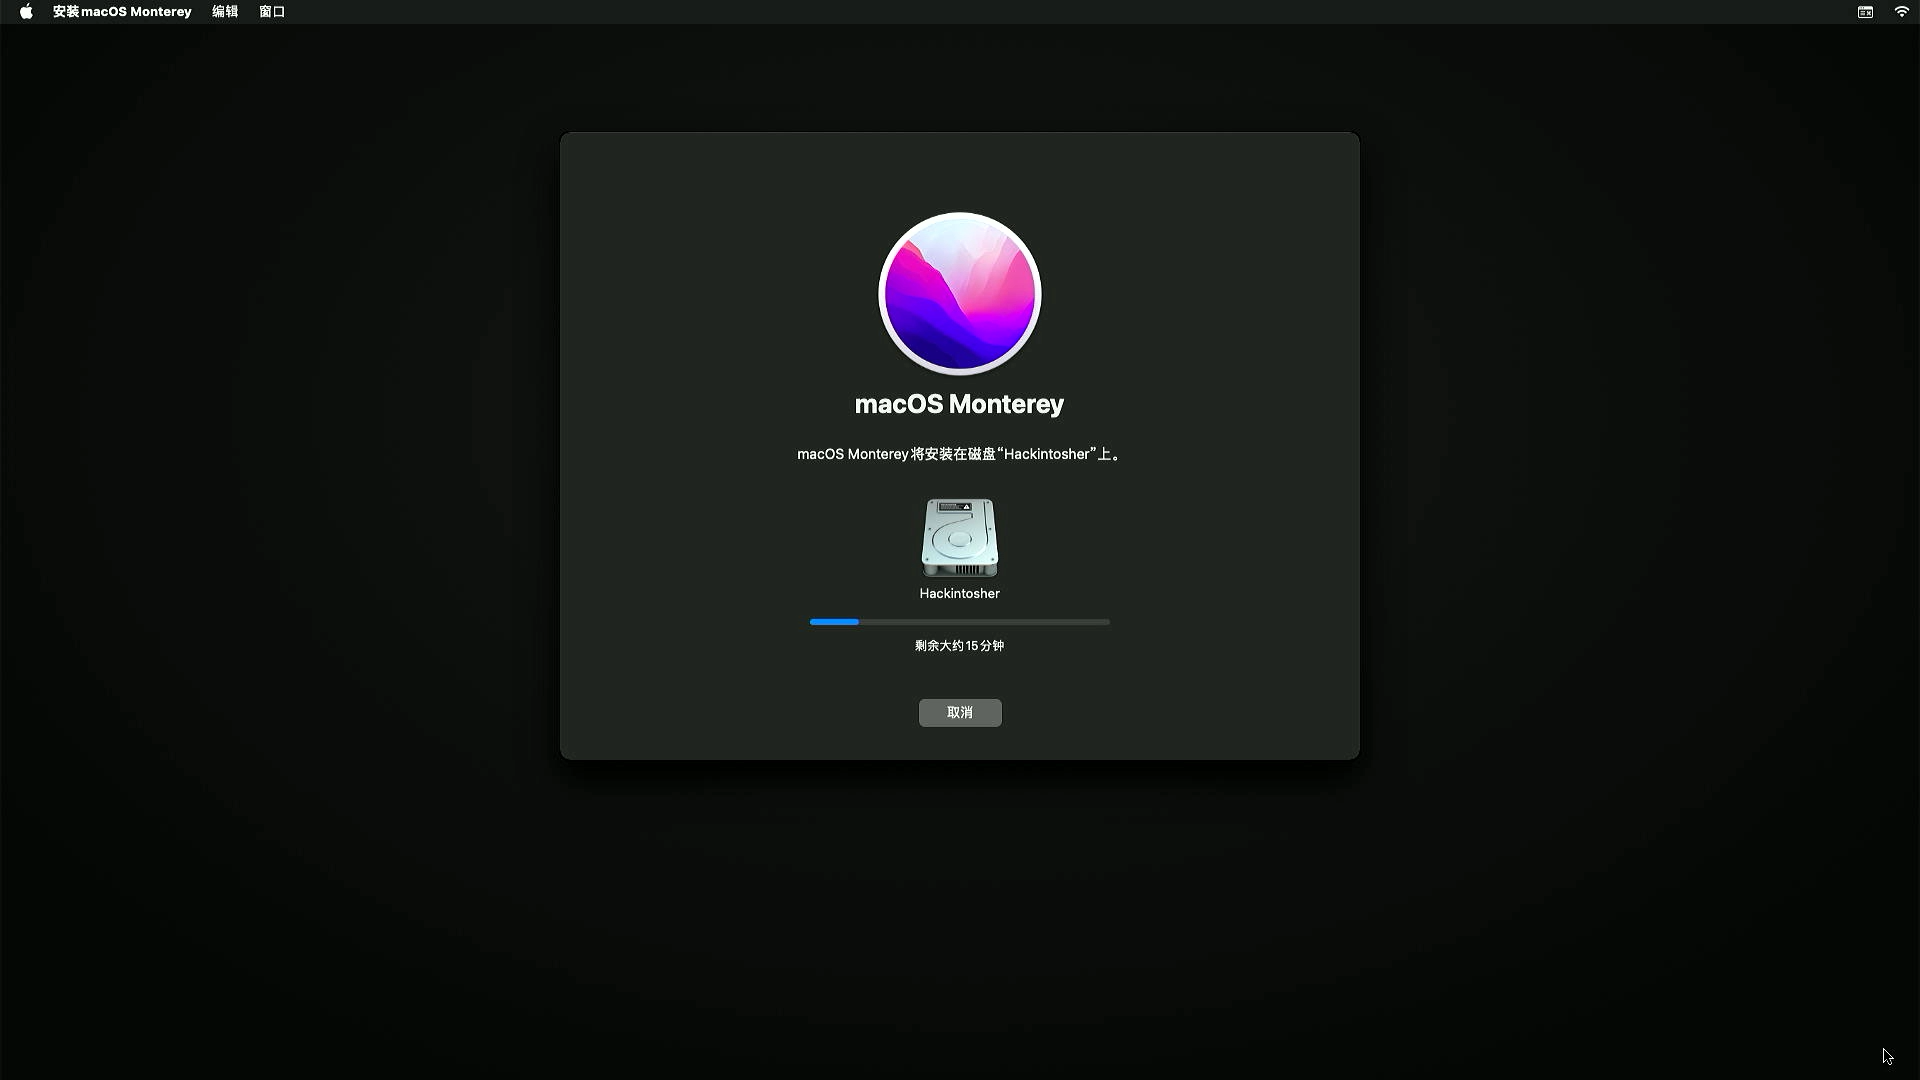 安装macOS Monterey 编辑 窗口
macOS Monterey
macOS Monterey将安装在磁盘“Hackintosher”上。
Hackintosher
剩余大约15分钟
取消